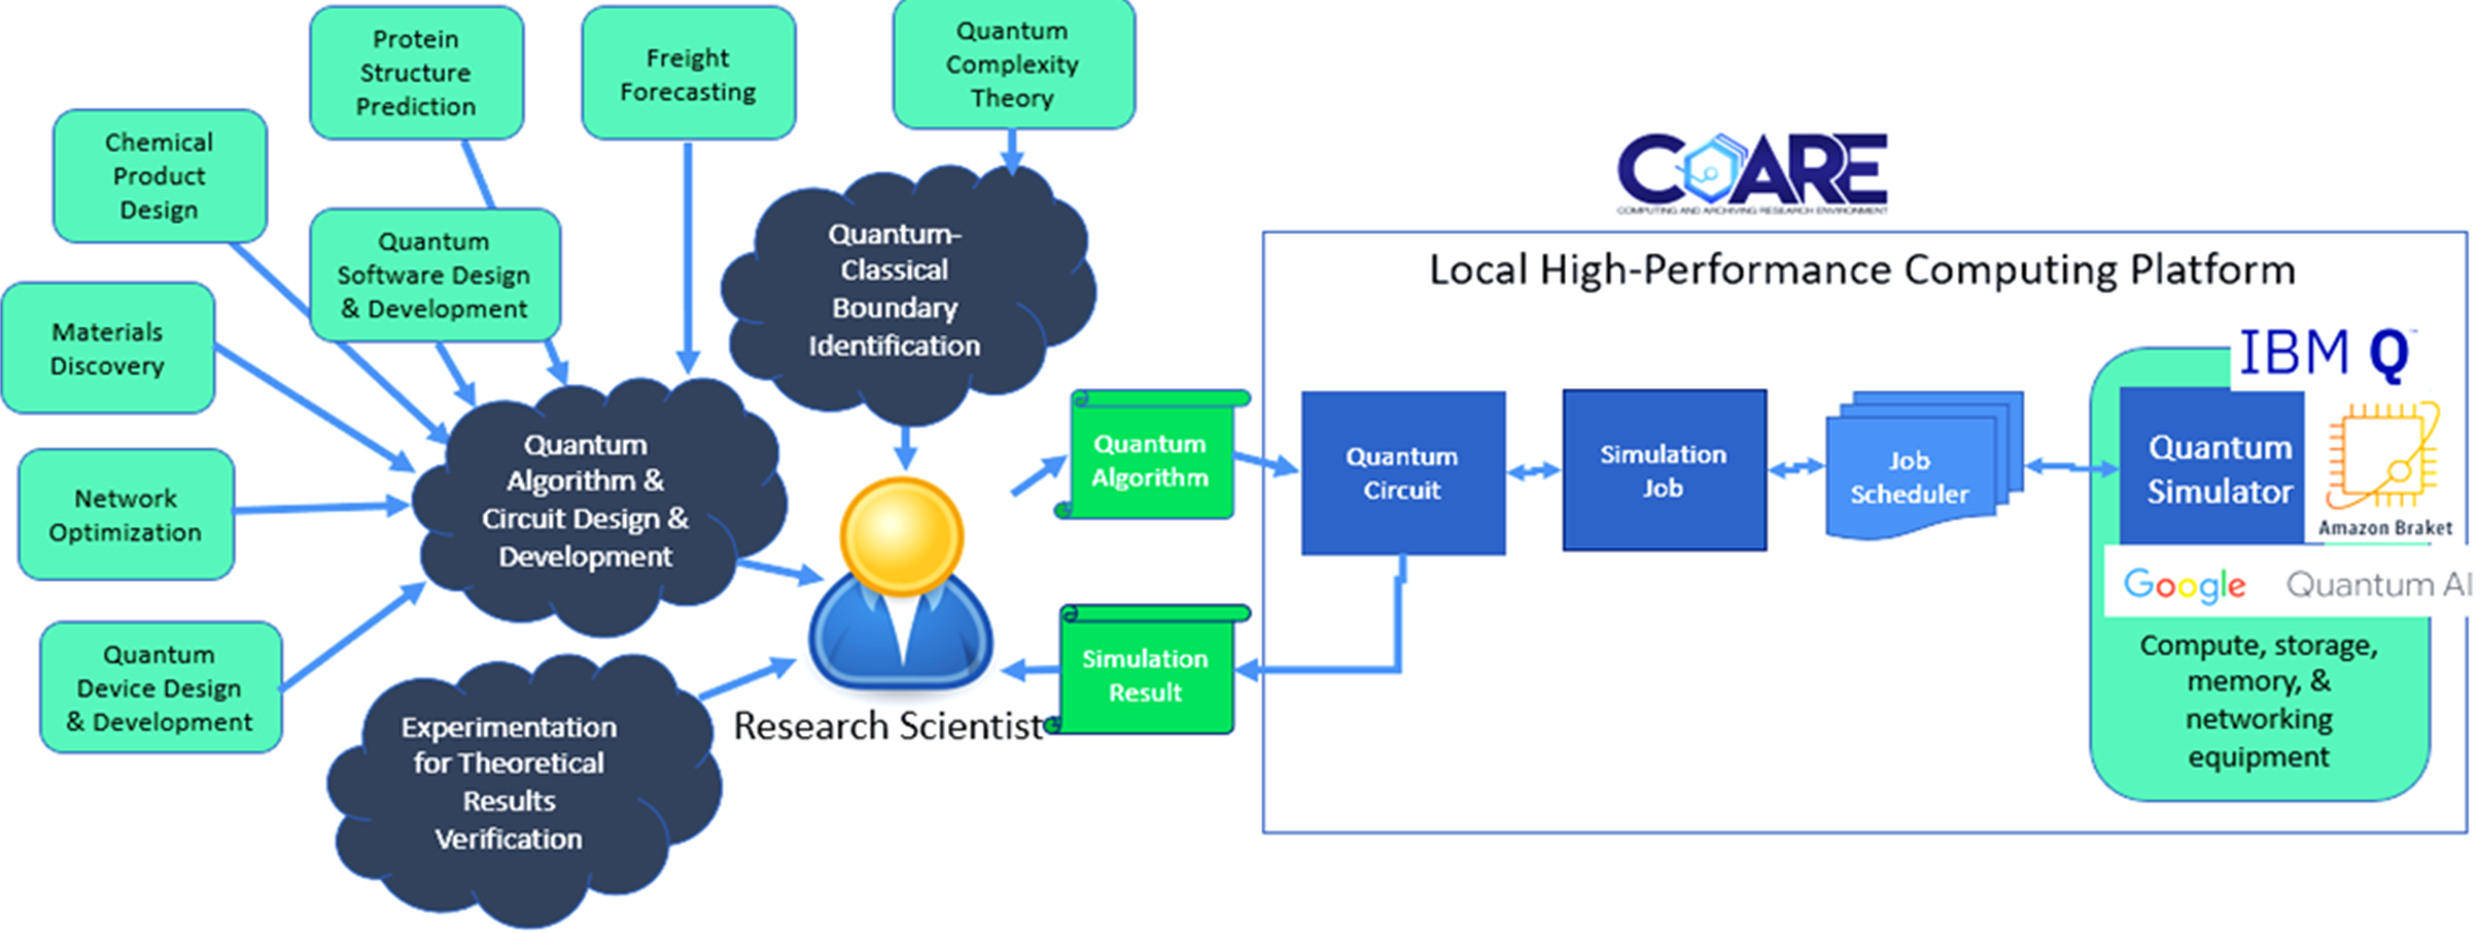 Protein
Structure
Prediction
Freight
Forecasting
Quantum
Complexity
Theory
Chemical
Product
Design
Quantum
Software Design
& Development
Materials
Discovery
Network
Optimization
Quantum
Device Design
& Development
Quantum-
Classical
Boundary
Identification
Quantum
Algorithm &
Circuit Design &
Development
Experimentation
for Theoretical
Results
Verification
Research Scientist
Quantum
Algorithm
Simulation
Result
COARE
COMPUTING AND ARCHIVING RESEARCH ENVIRONMENT
Local High-Performance Computing Platform
Quantum
Circuit
Simulation
Job
Job
Scheduler
IBM Q
Quantum
Simulator
Amazon Braket
Google Quantum AI
Compute, storage,
memory, &
networking
equipment